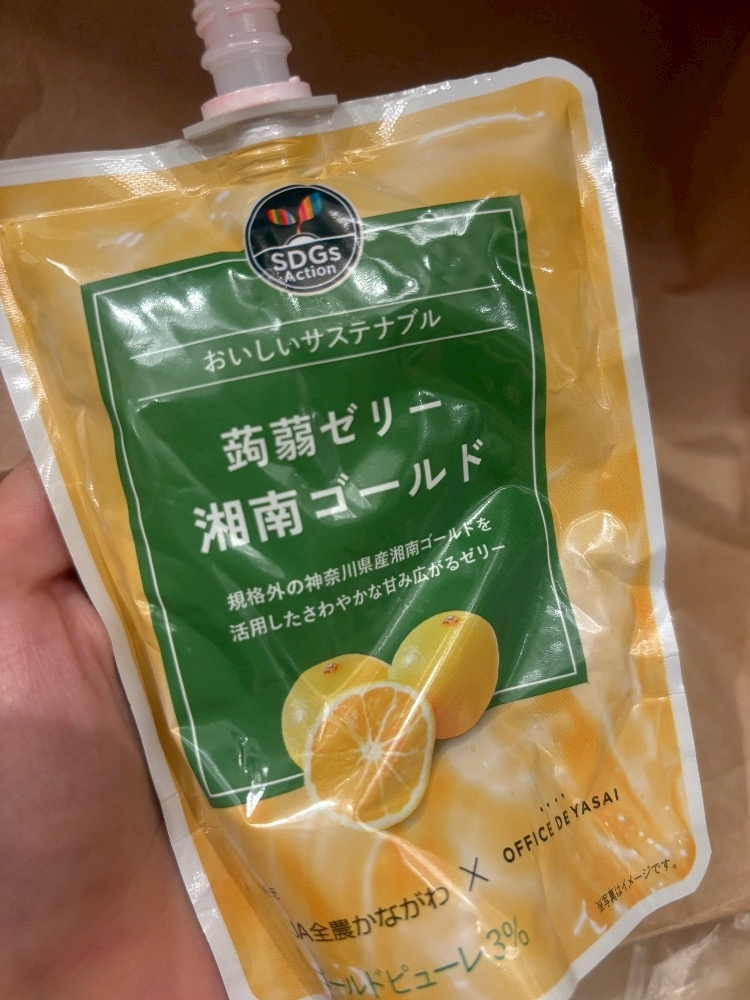 SDGs
Action
おいしいサステナブル
蒟蒻ゼリー
湘南ゴールド
規格外の神奈川県産湘南ゴールドを
活用したさわやかな甘み広がるゼリー
JA全農かながわ × OFFICE DE YASAI
※写真はイメージです。
ールドピューレ3%